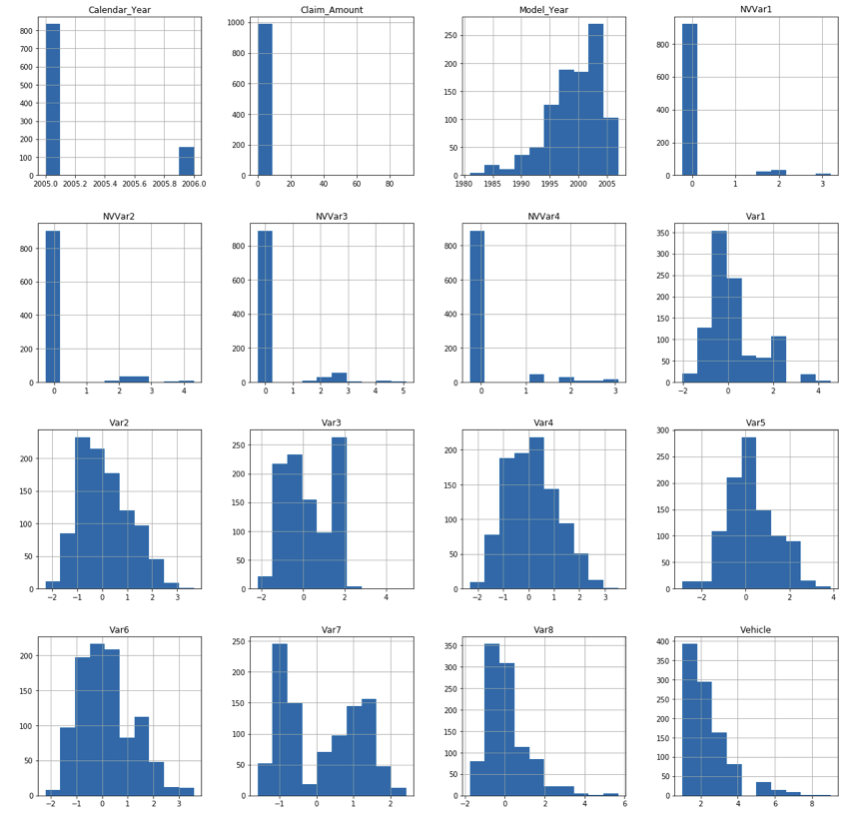 Calendar_Year Claim_Amount Model_Year NVVar1
800 1000 250 800
700 800 200 600
600 600 150 400
500 400 100 200
400 200 50 0
300 0 0
200
100
0
2005.0 2005.2 2005.4 2005.6 2005.8 2006.0 0 20 40 60 80 1980 1985 1990 1995 2000 2005 0 1 2 3
NVVar2 NVVar3 NVVar4 Var1
800 800 800 350
600 600 600 300
400 400 400 250
200 200 200 200
0 0 0 150
100
50
0
0 1 2 3 4 0 1 2 3 4 5 0 1 2 3 −2 0 2 4
Var2 Var3 Var4 Var5
200 250 200 300
150 200 150 250
100 150 100 200
50 100 50 150
0 50 0 100
0 50
0
−2 −1 0 1 2 3 −2 0 2 4 −2 −1 0 1 2 3 −2 0 2 4
Var6 Var7 Var8 Vehicle
200 250 350 400
150 200 300 350
100 150 250 300
50 100 200 250
0 50 150 200
0 100 150
50 100
0 50
0
−2 −1 0 1 2 3 −1 0 1 2 −2 0 2 4 6 2 4 6 8